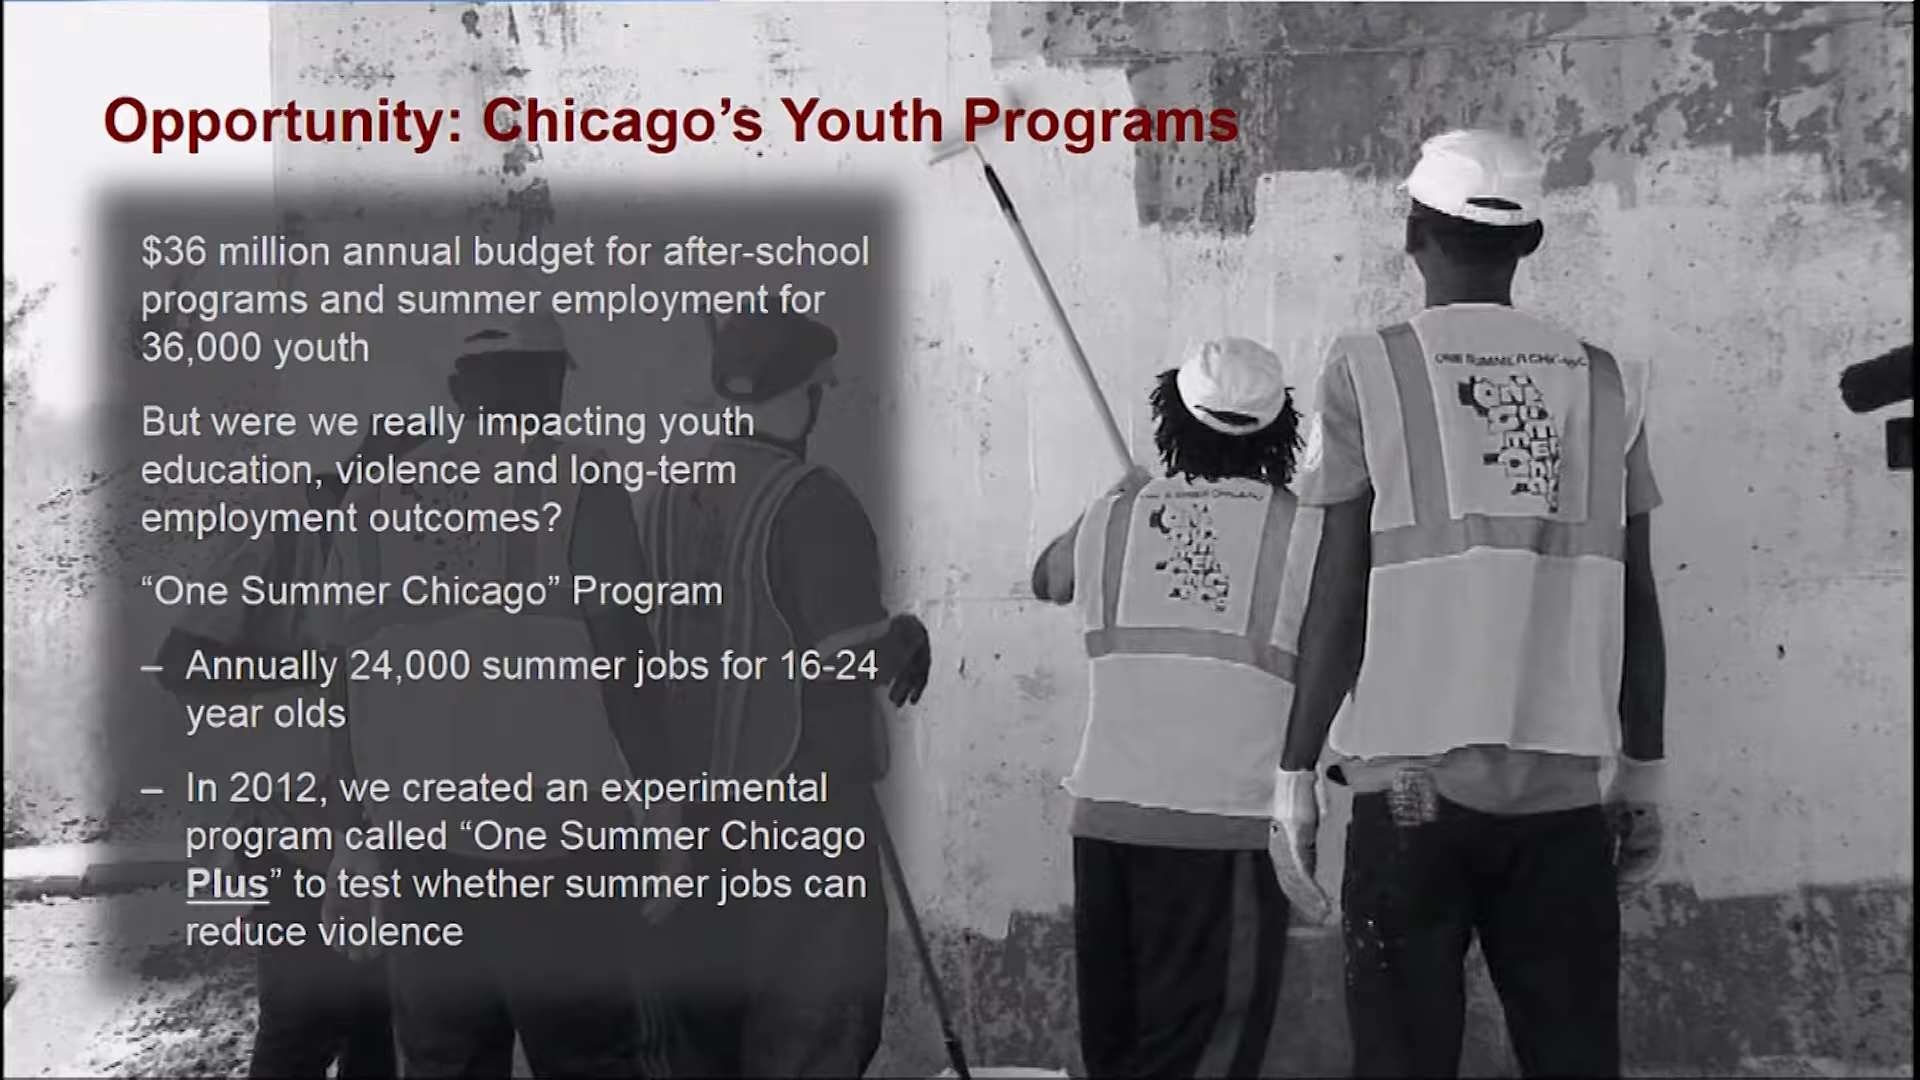 Opportunity: Chicago’s Youth Programs
$36 million annual budget for after-school
programs and summer employment for
36,000 youth
But were we really impacting youth
education, violence and long-term
employment outcomes?
“One Summer Chicago” Program
– Annually 24,000 summer jobs for 16-24
year olds
– In 2012, we created an experimental
program called “One Summer Chicago
Plus” to test whether summer jobs can
reduce violence